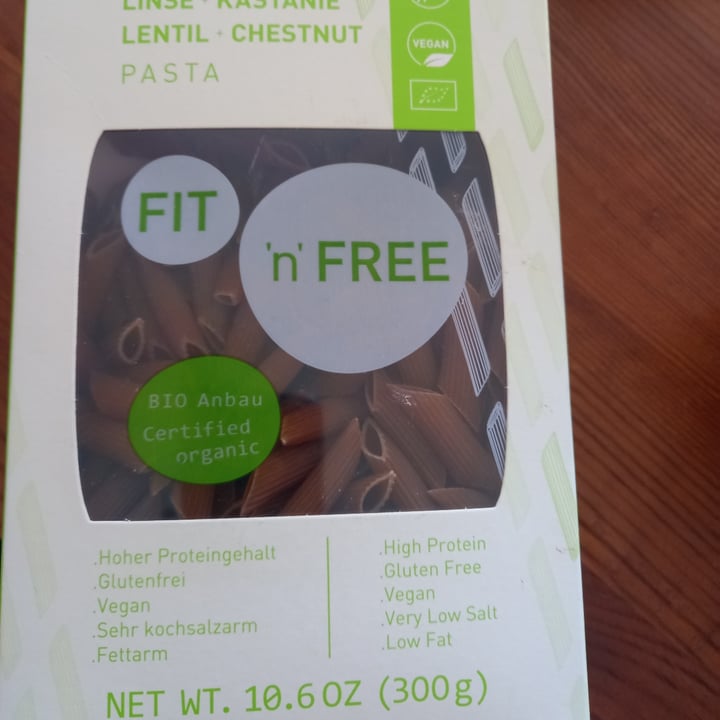 LINSE · KASTANIE
LENTIL · CHESTNUT
PASTA
VEGAN
FIT
'n' FREE
BIO Anbau
Certified
organic
.Hoher Proteingehalt
.Glutenfrei
.Vegan
.Sehr kochsalzarm
.Fettarm
.High Protein
.Gluten Free
.Vegan
.Very Low Salt
.Low Fat
NET WT. 10.6 OZ (300g)